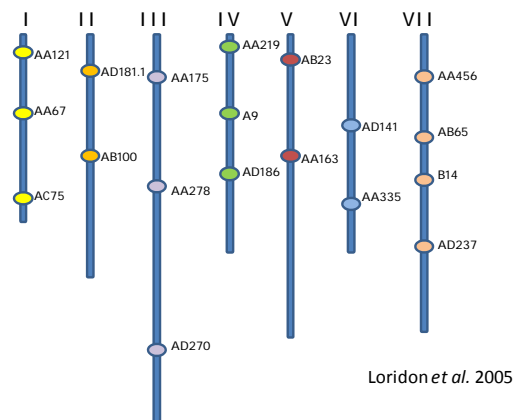 I II III IV V VI VII
AA121
AA67
AC75
AD181.1
AB100
AA175
AA278
AD270
AA219
A9
AD186
AB23
AA163
AD141
AA335
AA456
AB65
B14
AD237
Loridon et al. 2005